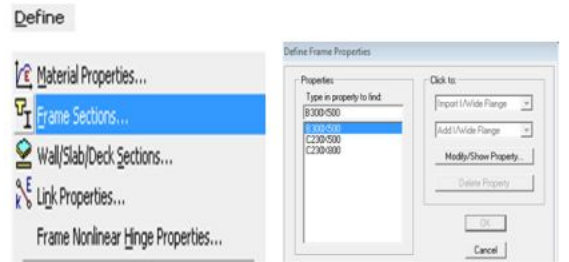 Define
Material Properties...
Frame Sections...
Wall/Slab/Deck Sections...
Link Properties...
Frame Nonlinear Hinge Properties...
Define Frame Properties
Properties
Type in property to find:
B300X500
B300X500
C230X500
C230X800
Click to:
Import I/Wide Flange
Add I/Wide Flange
Modify/Show Property...
Delete Property
OK
Cancel